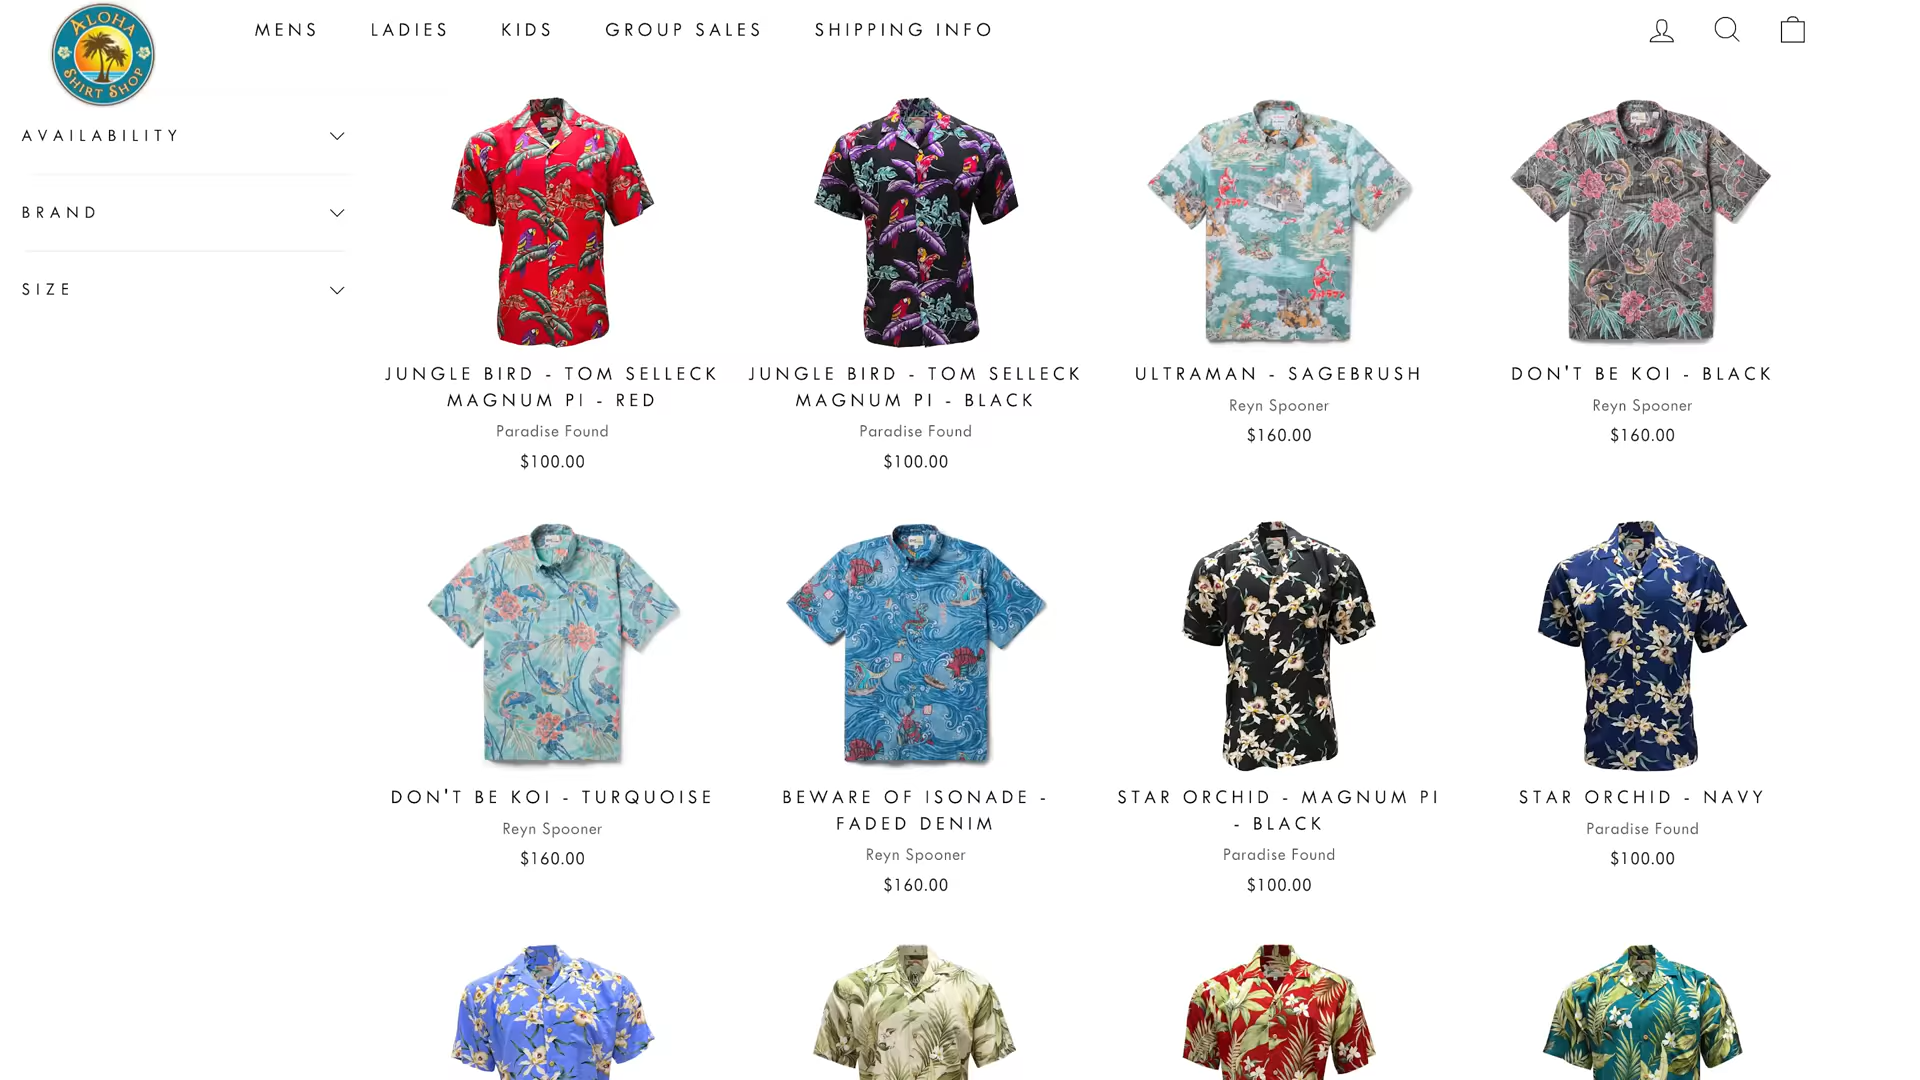 ALOHA
SHIRT SHOP
MENS
LADIES
KIDS
GROUP SALES
SHIPPING INFO
AVAILABILITY
BRAND
SIZE
JUNGLE BIRD - TOM SELLECK
MAGNUM PI - RED
Paradise Found
$100.00
JUNGLE BIRD - TOM SELLECK
MAGNUM PI - BLACK
Paradise Found
$100.00
ULTRAMAN - SAGEBRUSH
Reyn Spooner
$160.00
DON'T BE KOI - BLACK
Reyn Spooner
$160.00
DON'T BE KOI - TURQUOISE
Reyn Spooner
$160.00
BEWARE OF ISONADE -
FADED DENIM
Reyn Spooner
$160.00
STAR ORCHID - MAGNUM PI
- BLACK
Paradise Found
$100.00
STAR ORCHID - NAVY
Paradise Found
$100.00